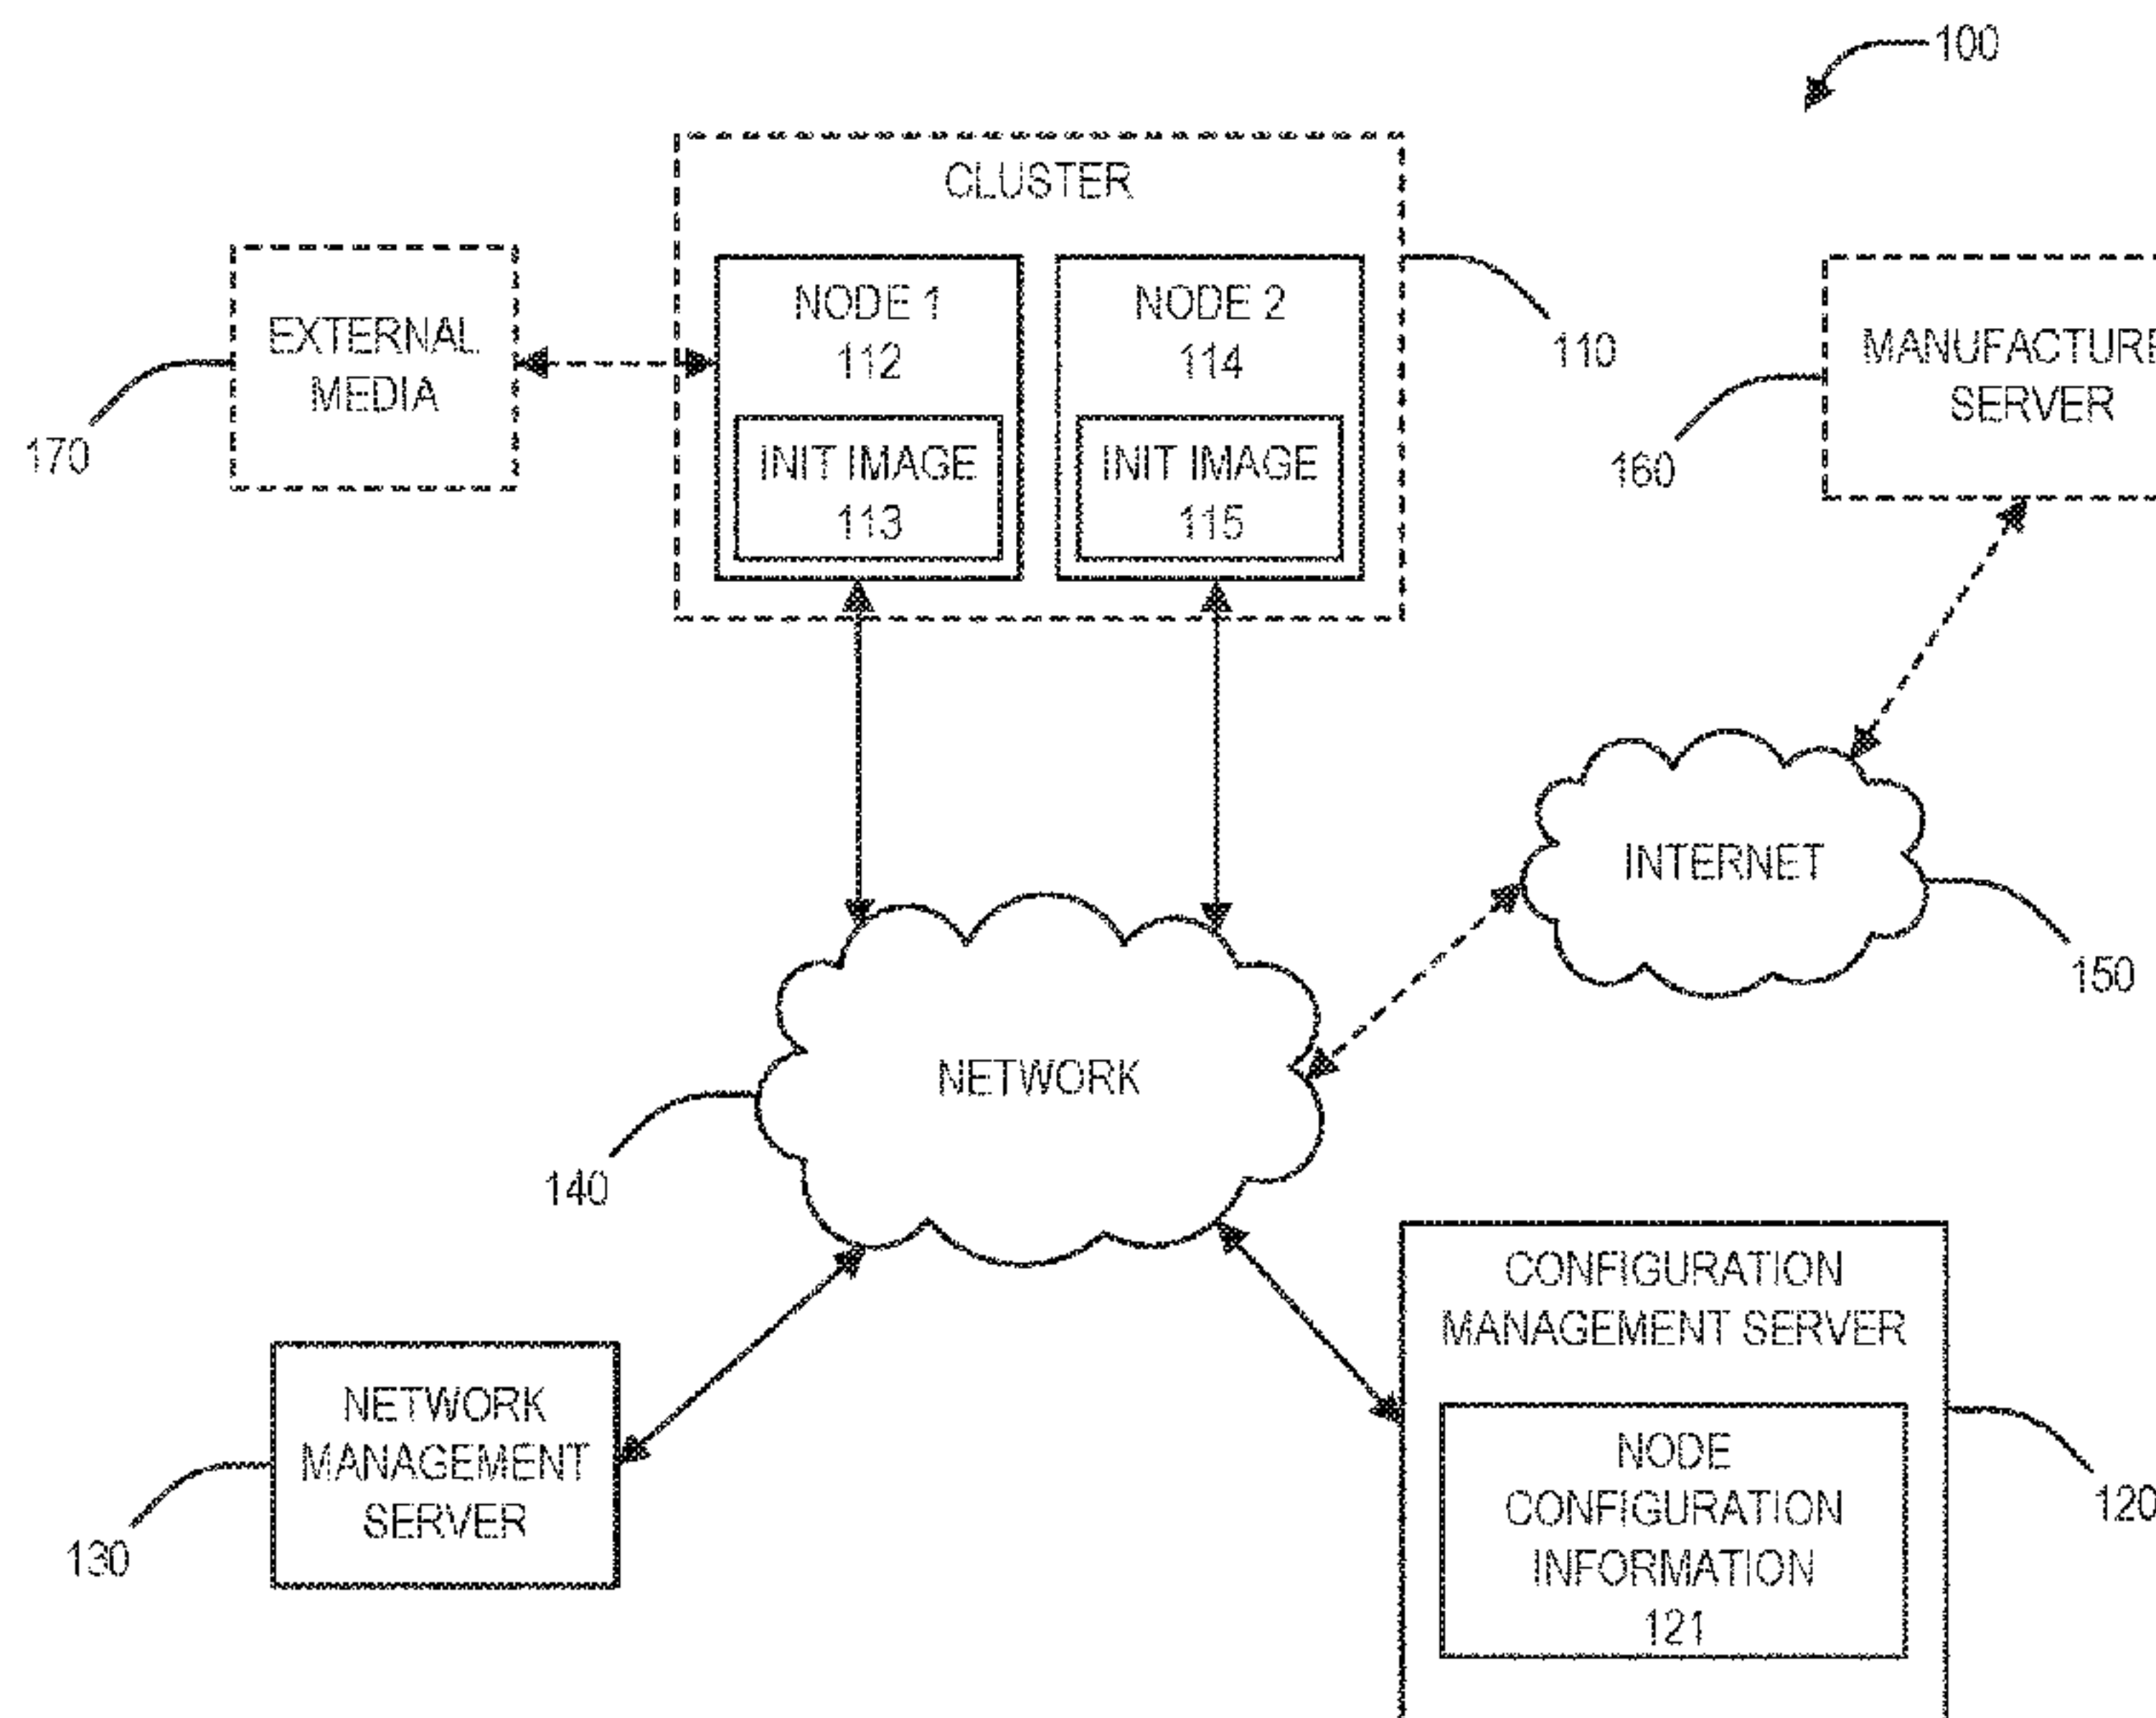 100
CLUSTER
NODE 1
112
INIT IMAGE
113
NODE 2
114
INIT IMAGE
115
110
EXTERNAL
MEDIA
170
SERVER
160
INTERNET
150
NETWORK
140
NETWORK
MANAGEMENT
SERVER
130
CONFIGURATION
MANAGEMENT SERVER
NODE
CONFIGURATION
INFORMATION
121
120